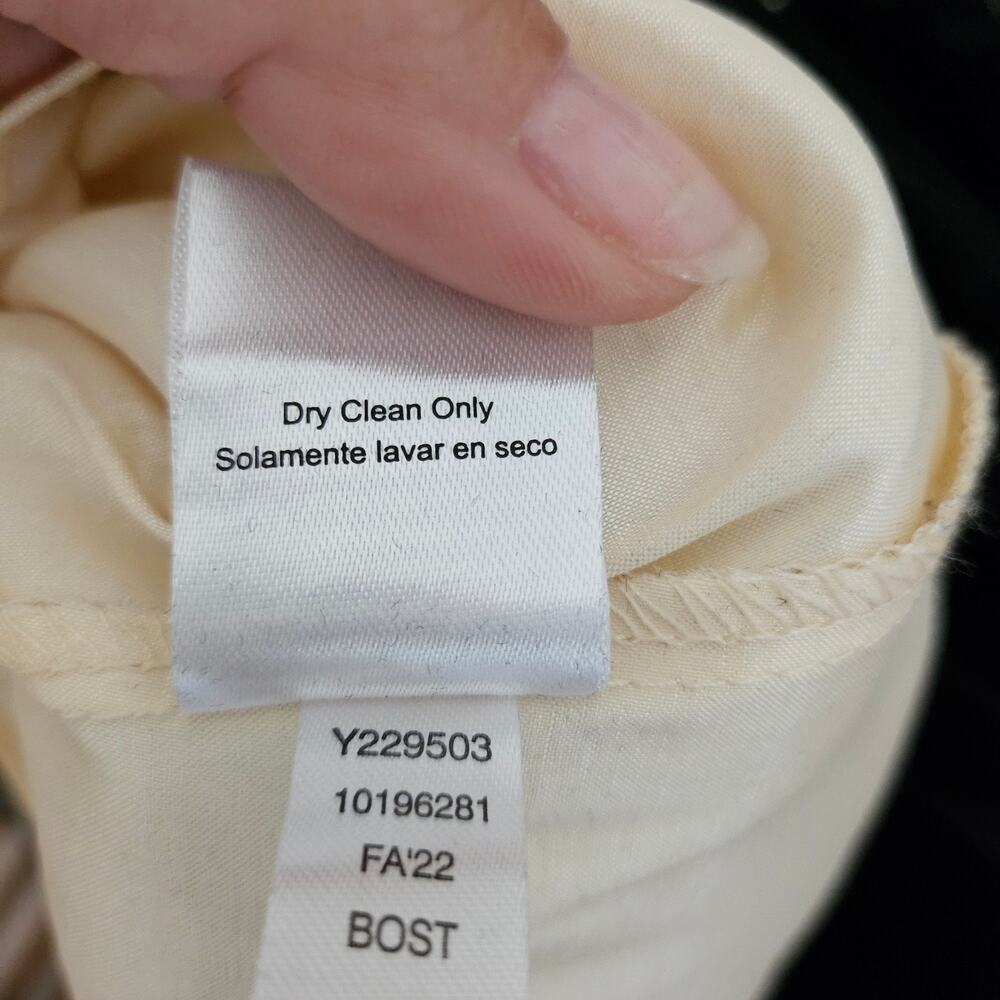 Dry Clean Only
Solamente lavar en seco
Y229503
10196281
FA'22
BOST